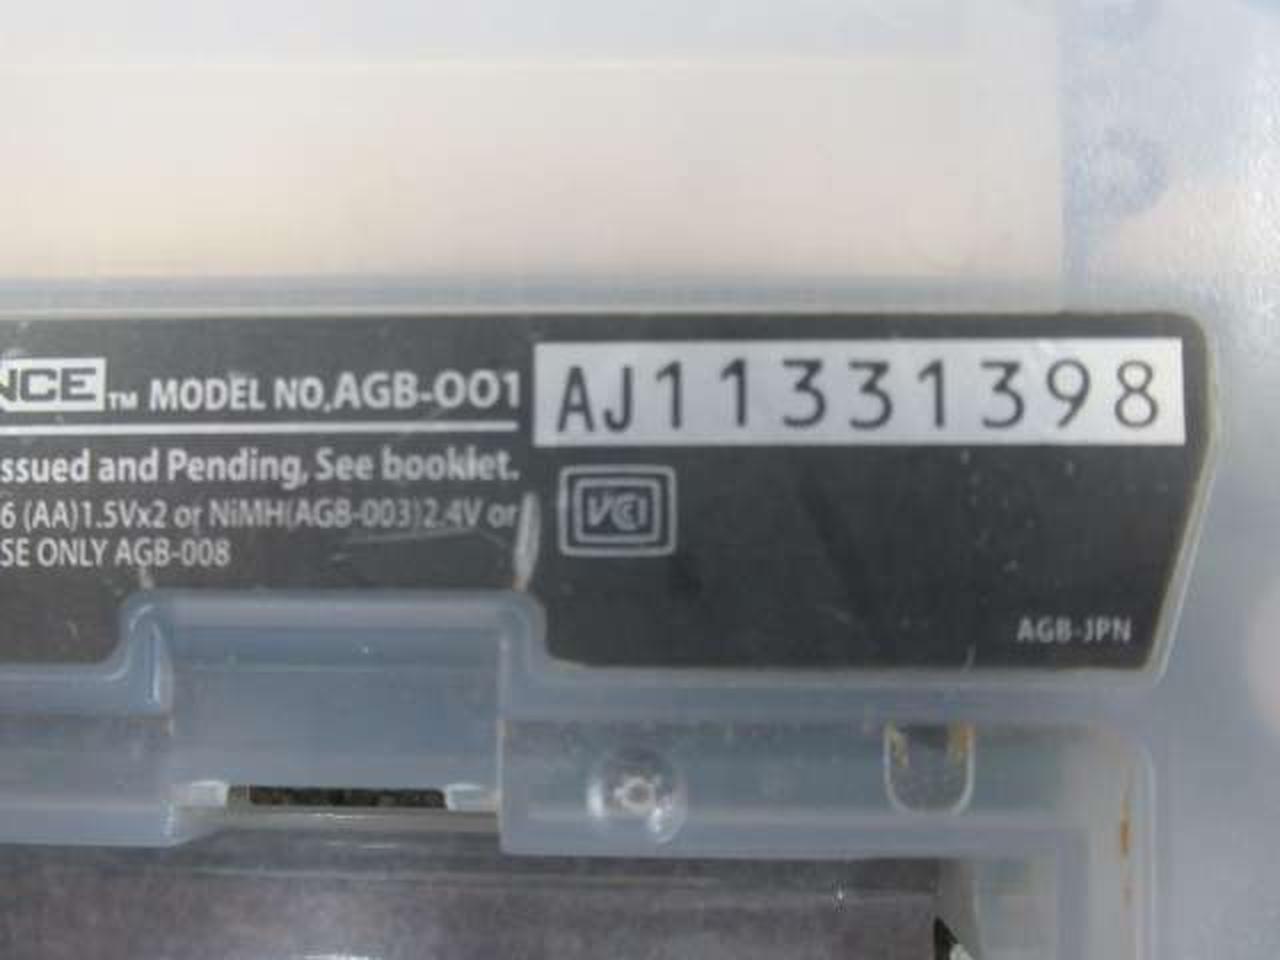 NCE™ MODEL NO.AGB-001
AJ11331398
ssued and Pending, See booklet.
6 (AA)1.5Vx2 or NiMH(AGB-003)2.4V or
SE ONLY AGB-008
VCCI
AGB-JPN